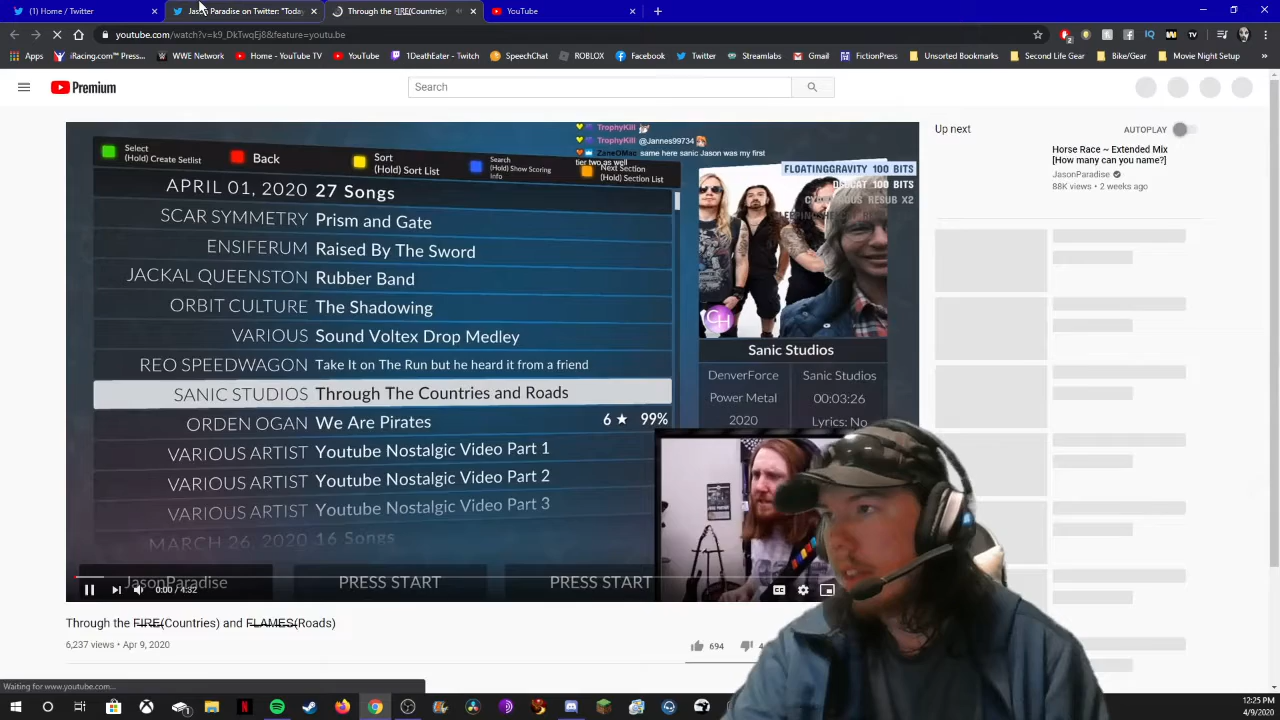 (1) Home / Twitter
Jason Paradise on Twitter: "Today
Through the F̶I̶R̶E̶(Countries)
YouTube
youtube.com/watch?v=k9_DkTwqEj8&feature=youtu.be
Apps
iRacing.com™ Press...
WWE Network
YouTube
1DeathEater - Twitch
SpeechChat
ROBLOX
Facebook
Twitter
Streamlabs
Gmail
FictionPress
Unsorted Bookmarks
Second Life Gear
Bike/Gear
Movie Night Setup
Premium
Search
Select
(Hold) Create Setlist
Back
Sort
(Hold) Sort List
Search
(Hold) Show Scoring
Info
Next Section
(Hold) Section List
TrophyKill
TrophyKill @Jannes99734
same here sanic Jason was my first
tier two as well
FLOATINGGRAVITY 100 BITS
APRIL 01, 2020 27 Songs
SCAR SYMMETRY Prism and Gate
ENSIFERUM Raised By The Sword
JACKAL QUEENSTON Rubber Band
ORBIT CULTURE The Shadowing
VARIOUS Sound Voltex Drop Medley
REO SPEEDWAGON Take It on The Run but he heard it from a friend
SANIC STUDIOS Through The Countries and Roads
ORDEN OGAN We Are Pirates 6 ★ 99%
VARIOUS ARTIST Youtube Nostalgic Video Part 1
VARIOUS ARTIST Youtube Nostalgic Video Part 2
VARIOUS ARTIST Youtube Nostalgic Video Part 3
MARCH 26, 2020 16 Songs
CH
Sanic Studios
DenverForce
Sanic Studios
Power Metal
00:03:26
2020
Lyrics: No
JasonParadise
PRESS START
PRESS START
0:00 / 4:32
Through the F̶I̶R̶E̶(Countries) and F̶L̶A̶M̶E̶S̶(Roads)
6,237 views • Apr 9, 2020
694
Up next
AUTOPLAY
Horse Race ~ Extended Mix
[How many can you name?]
JasonParadise
88K views • 2 weeks ago
Waiting for www.youtube.com...
12:25 PM
4/9/2020